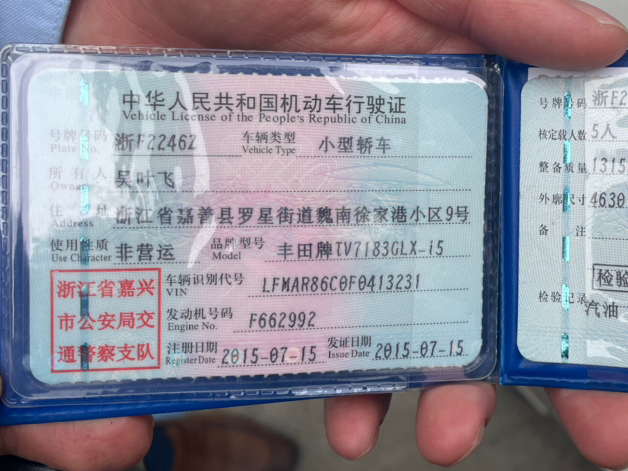 中华人民共和国机动车行驶证
Vehicle License of the People's Republic of China
号牌号码 Plate No. 浙F2246Z 车辆类型 Vehicle Type 小型轿车
所有人 Owner 吴叶飞
住址 Address 浙江省嘉善县罗星街道魏南徐家港小区9号
使用性质 Use Character 非营运 品牌型号 Model 丰田牌TV7183GLX-i5
车辆识别代号 VIN LFMAR86C0F0413231
发动机号码 Engine No. F662992
注册日期 Register Date 2015-07-15 发证日期 Issue Date 2015-07-15
浙江省嘉兴
市公安局交
通警察支队
号牌号码 浙F2
核定载人数 5人
整备质量 1315
外廓尺寸 4630
备注
检验
检验记录 汽油